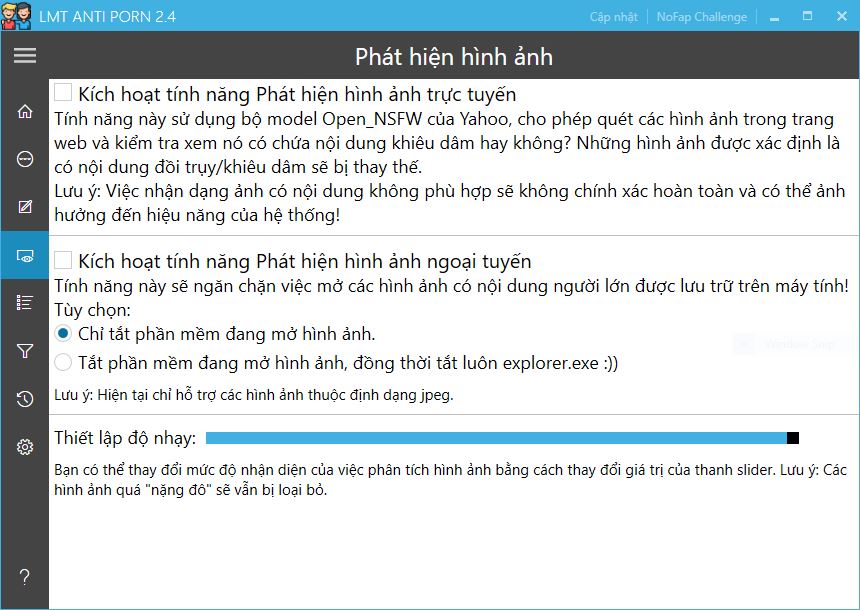 LMT ANTI PORN 2.4
Cập nhật
NoFap Challenge
Phát hiện hình ảnh
Kích hoạt tính năng Phát hiện hình ảnh trực tuyến
Tính năng này sử dụng bộ model Open_NSFW của Yahoo, cho phép quét các hình ảnh trong trang
web và kiểm tra xem nó có chứa nội dung khiêu dâm hay không? Những hình ảnh được xác định là
có nội dung đồi trụy/khiêu dâm sẽ bị thay thế.
Lưu ý: Việc nhận dạng ảnh có nội dung không phù hợp sẽ không chính xác hoàn toàn và có thể ảnh
hưởng đến hiệu năng của hệ thống!
Kích hoạt tính năng Phát hiện hình ảnh ngoại tuyến
Tính năng này sẽ ngăn chặn việc mở các hình ảnh có nội dung người lớn được lưu trữ trên máy tính!
Tùy chọn:
Chỉ tắt phần mềm đang mở hình ảnh.
Window Snip
Tắt phần mềm đang mở hình ảnh, đồng thời tắt luôn explorer.exe :))
Lưu ý: Hiện tại chỉ hỗ trợ các hình ảnh thuộc định dạng jpeg.
Thiết lập độ nhạy:
Bạn có thể thay đổi mức độ nhận diện của việc phân tích hình ảnh bằng cách thay đổi giá trị của thanh slider. Lưu ý: Các
hình ảnh quá "nặng đô" sẽ vẫn bị loại bỏ.
?